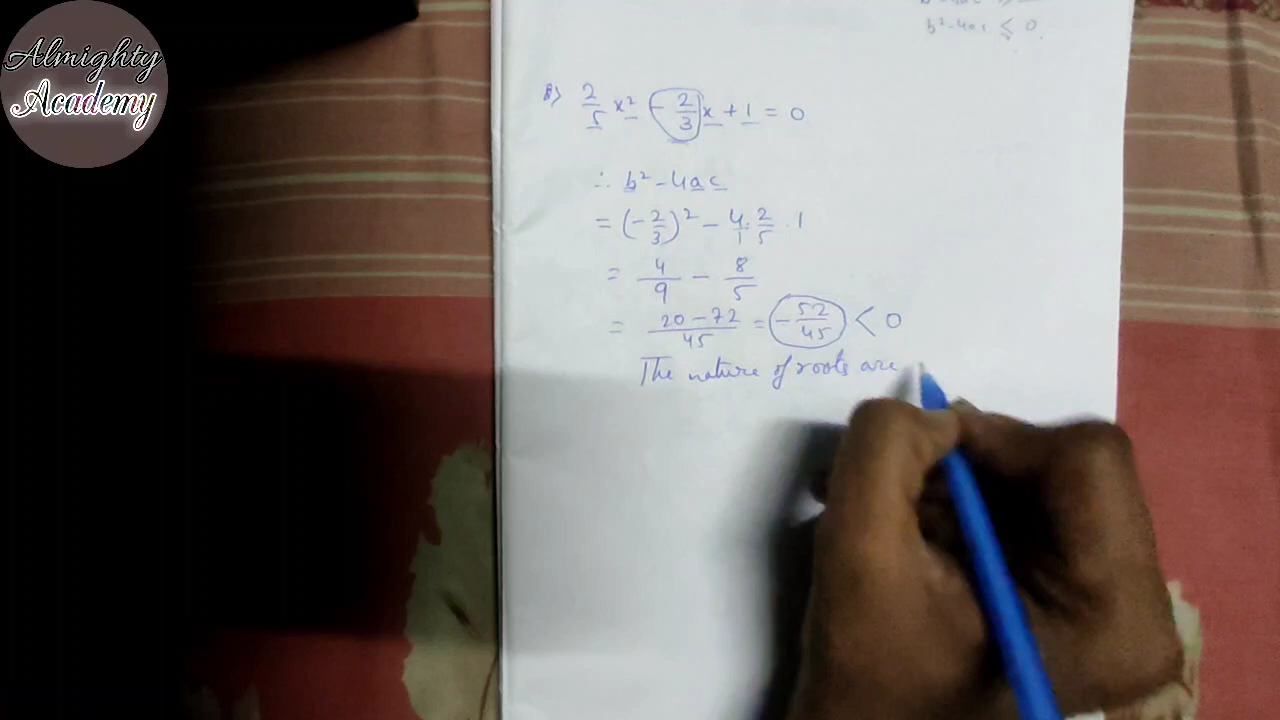 Almighty
Academy
b²-4ac ≤ 0
2/5 x² - 2/3 x + 1 = 0
∴ b² - 4ac
= (-2/3)² - 4/1 · 2/5 · 1
= 4/9 - 8/5
= 20-72/45 = -52/45 < 0
The nature of roots are